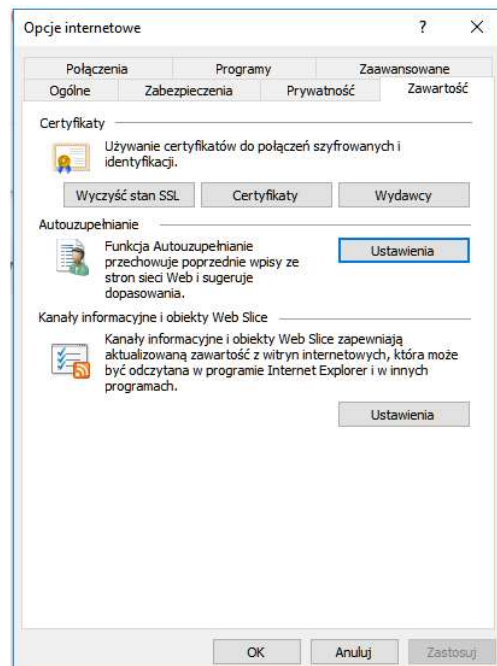 Opcje internetowe
Połączenia Programy Zaawansowane
Ogólne Zabezpieczenia Prywatność Zawartość
Certyfikaty
Używanie certyfikatów do połączeń szyfrowanych i
identyfikacji.
Wyczyść stan SSL Certyfikaty Wydawcy
Autouzupełnianie
Funkcja Autouzupełnianie
przechowuje poprzednie wpisy ze
stron sieci Web i sugeruje
dopasowania.
Ustawienia
Kanały informacyjne i obiekty Web Slice
Kanały informacyjne i obiekty Web Slice zapewniają
aktualizowaną zawartość z witryn internetowych, która może
być odczytana w programie Internet Explorer i w innych
programach.
Ustawienia
OK Anuluj Zastosuj